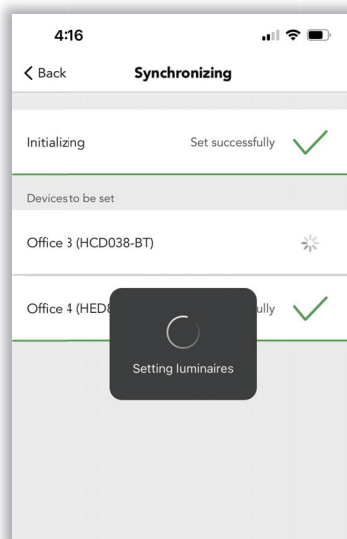 4:16
Back
Synchronizing
Initializing Set successfully
Devices to be set
Office 3 (HCD038-BT)
Office 4 (HED8 ully
Setting luminaires